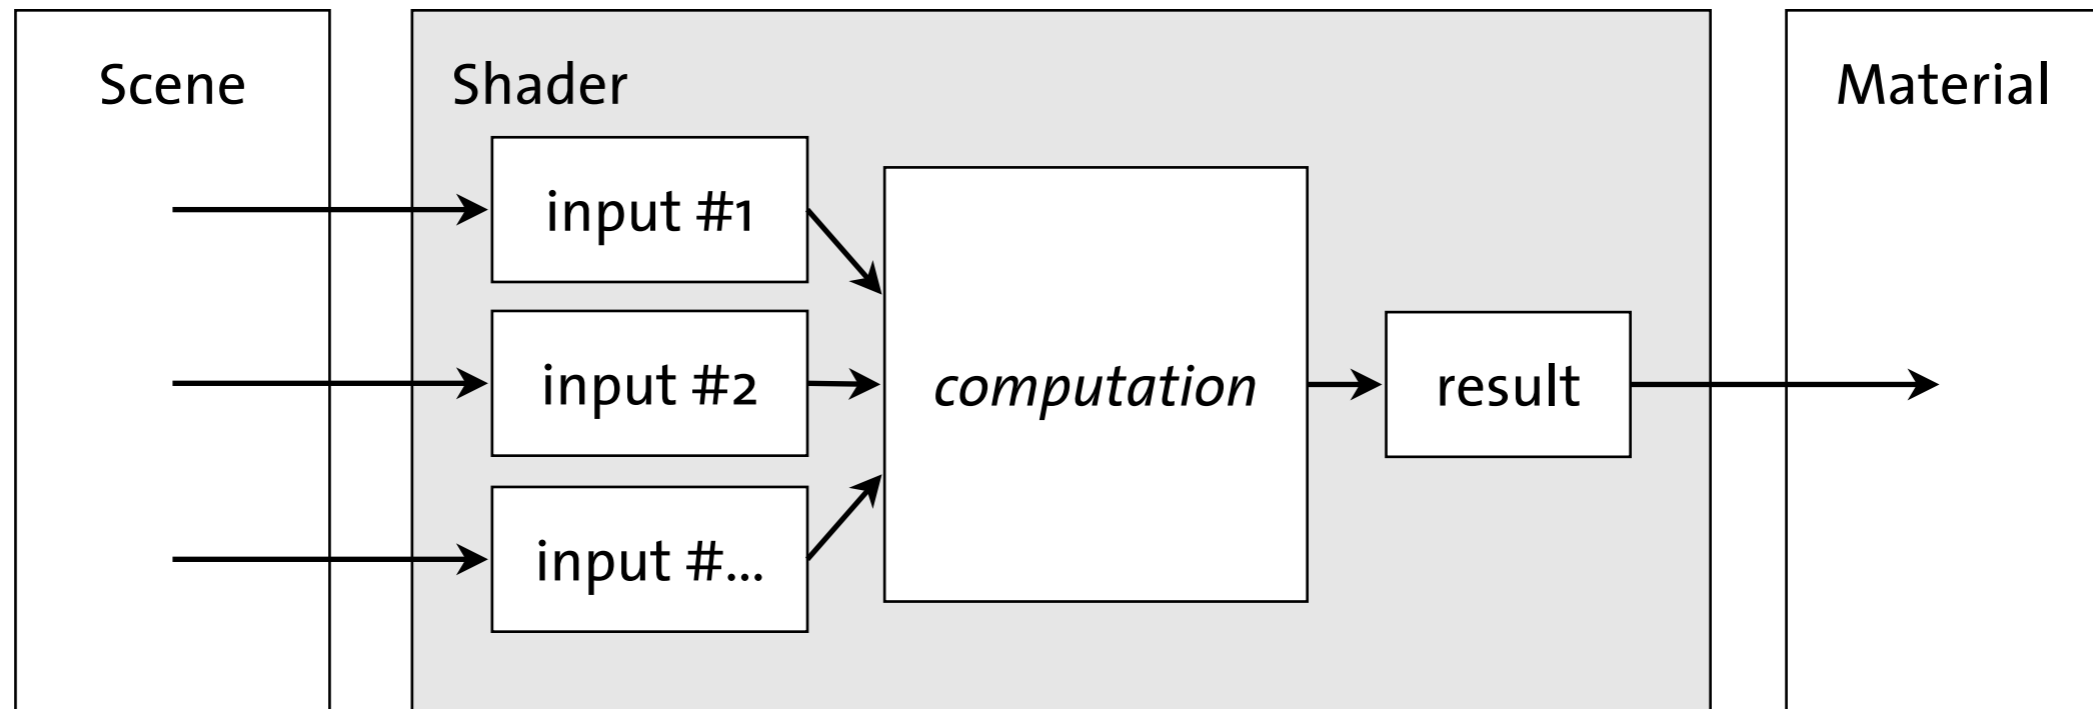 Scene
Shader
Material
input #1
input #2
input #...
computation
result